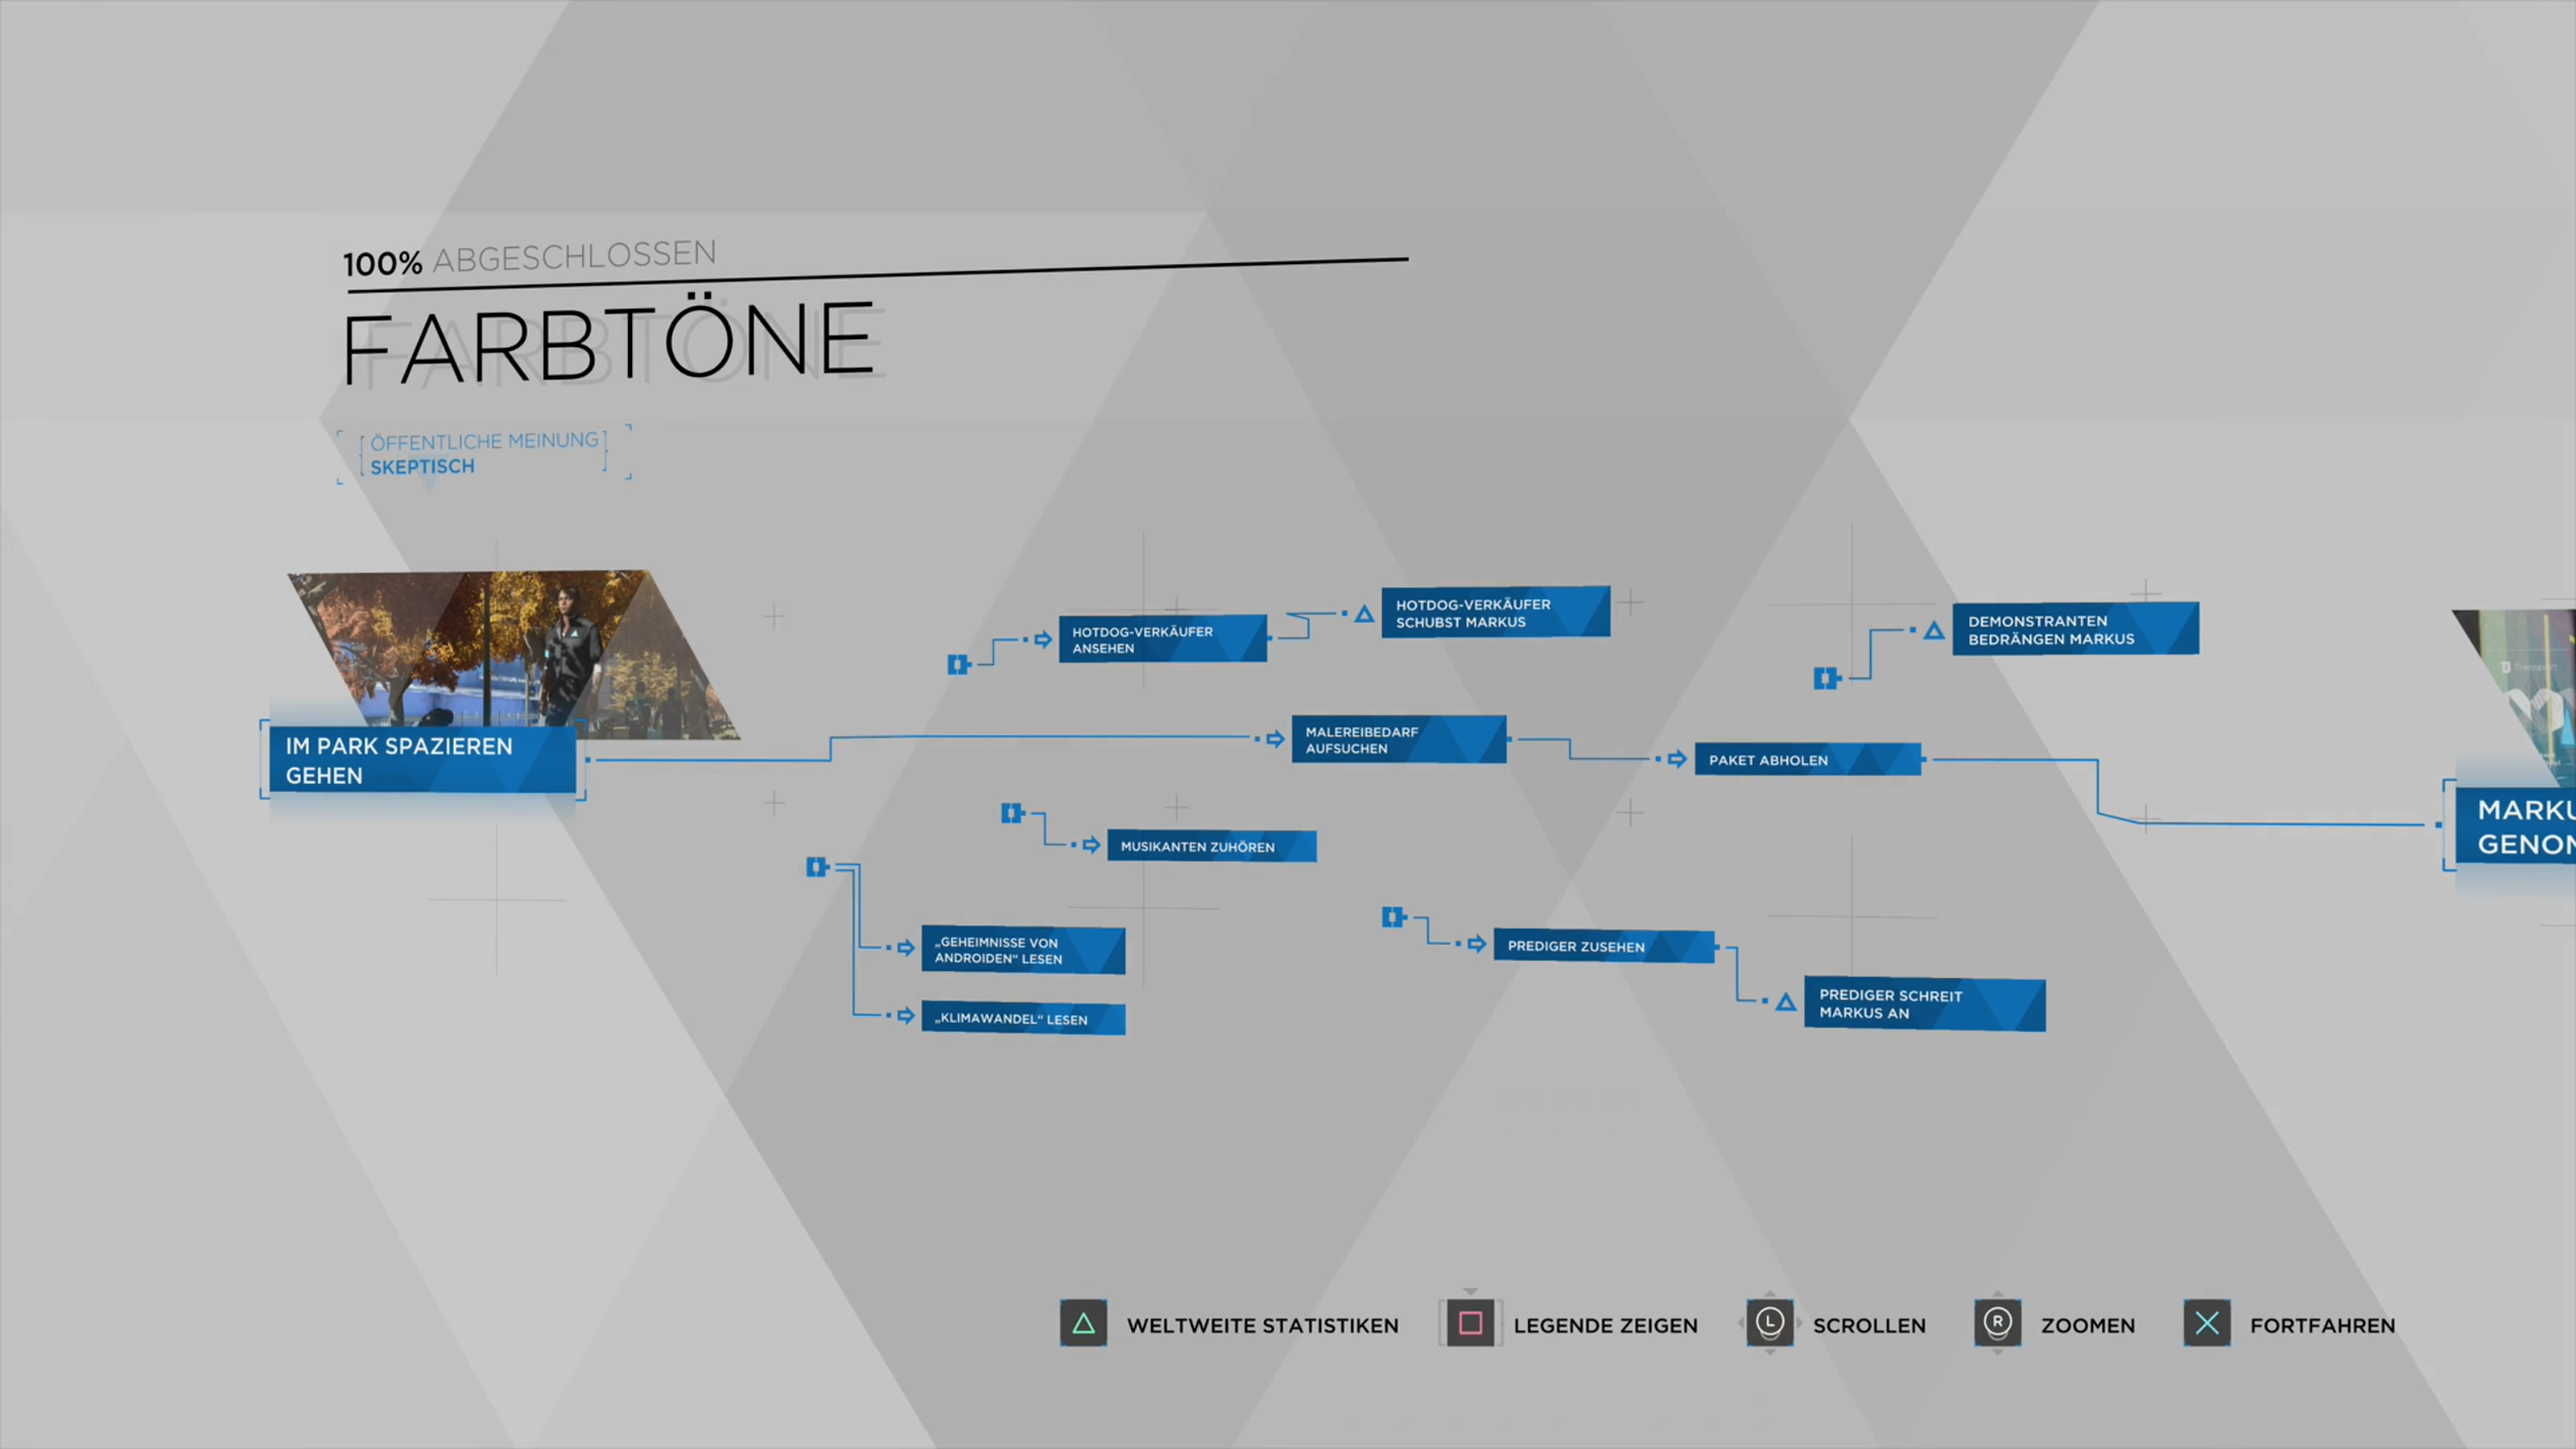 100% ABGESCHLOSSEN
FARBTÖNE
ÖFFENTLICHE MEINUNG
SKEPTISCH
IM PARK SPAZIEREN
GEHEN
HOTDOG-VERKÄUFER
ANSEHEN
HOTDOG-VERKÄUFER
SCHUBST MARKUS
DEMONSTRANTEN
BEDRÄNGEN MARKUS
MALEREIBEDARF
AUFSUCHEN
PAKET ABHOLEN
MUSIKANTEN ZUHÖREN
„GEHEIMNISSE VON
ANDROIDEN“ LESEN
„KLIMAWANDEL“ LESEN
PREDIGER ZUSEHEN
PREDIGER SCHREIT
MARKUS AN
WELTWEITE STATISTIKEN
LEGENDE ZEIGEN
L
SCROLLEN
R
ZOOMEN
FORTFAHREN